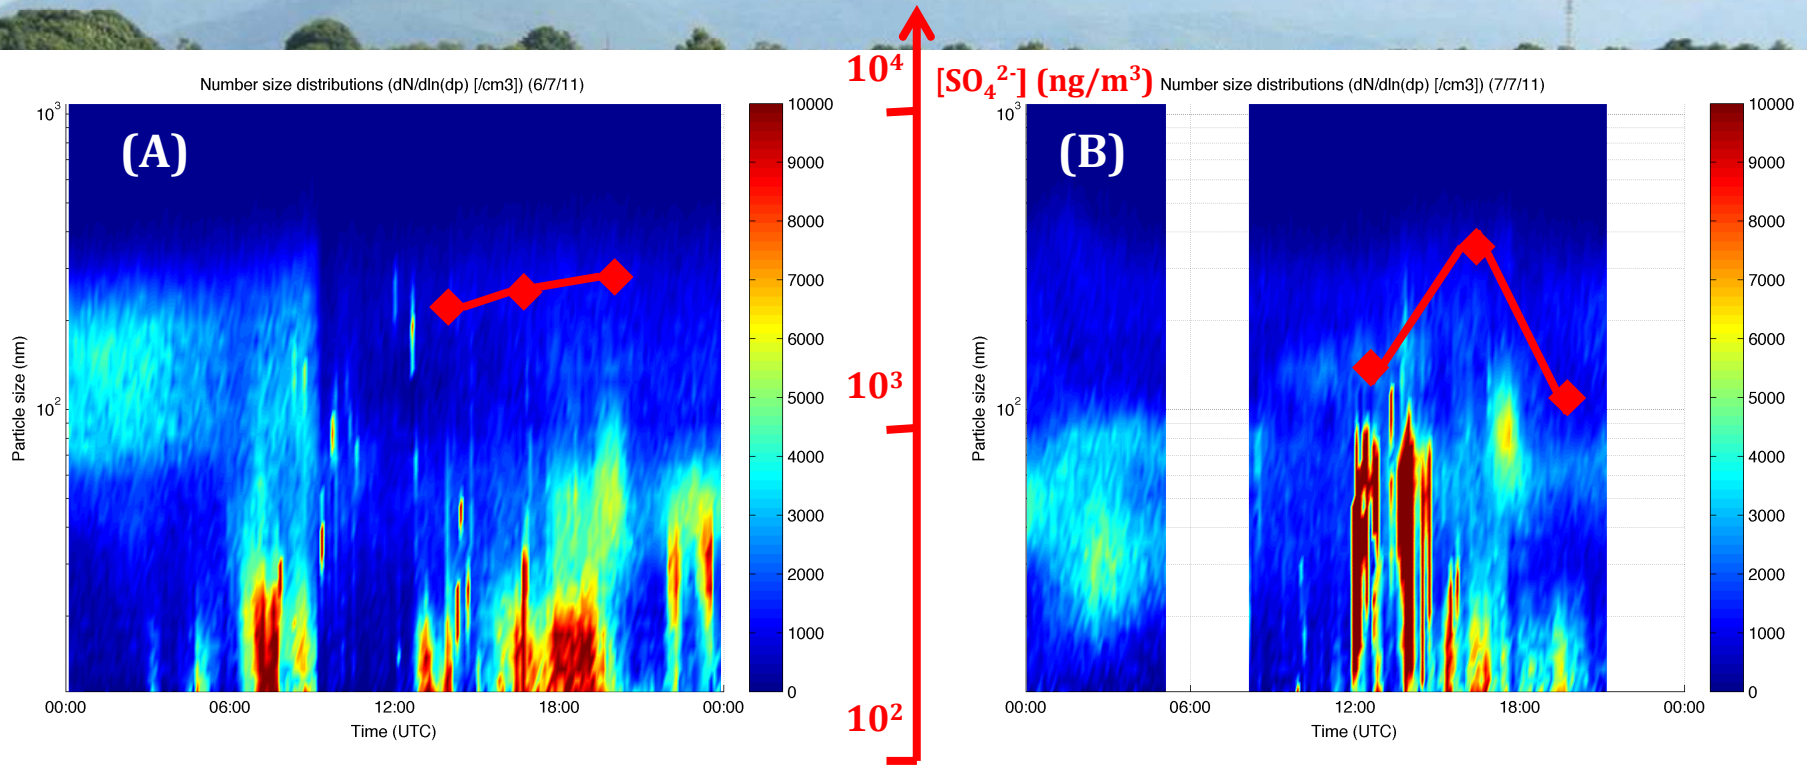 Number size distributions (dN/dln(dp) [/cm3]) (6/7/11)
(A)
10³
10²
Particle size (nm)
00:00 06:00 12:00 18:00 00:00
Time (UTC)
10000
9000
8000
7000
6000
5000
4000
3000
2000
1000
0
[SO₄²⁻] (ng/m³)
10⁴
10³
10²
Number size distributions (dN/dln(dp) [/cm3]) (7/7/11)
(B)
10³
10²
Particle size (nm)
00:00 06:00 12:00 18:00 00:00
Time (UTC)
10000
9000
8000
7000
6000
5000
4000
3000
2000
1000
0